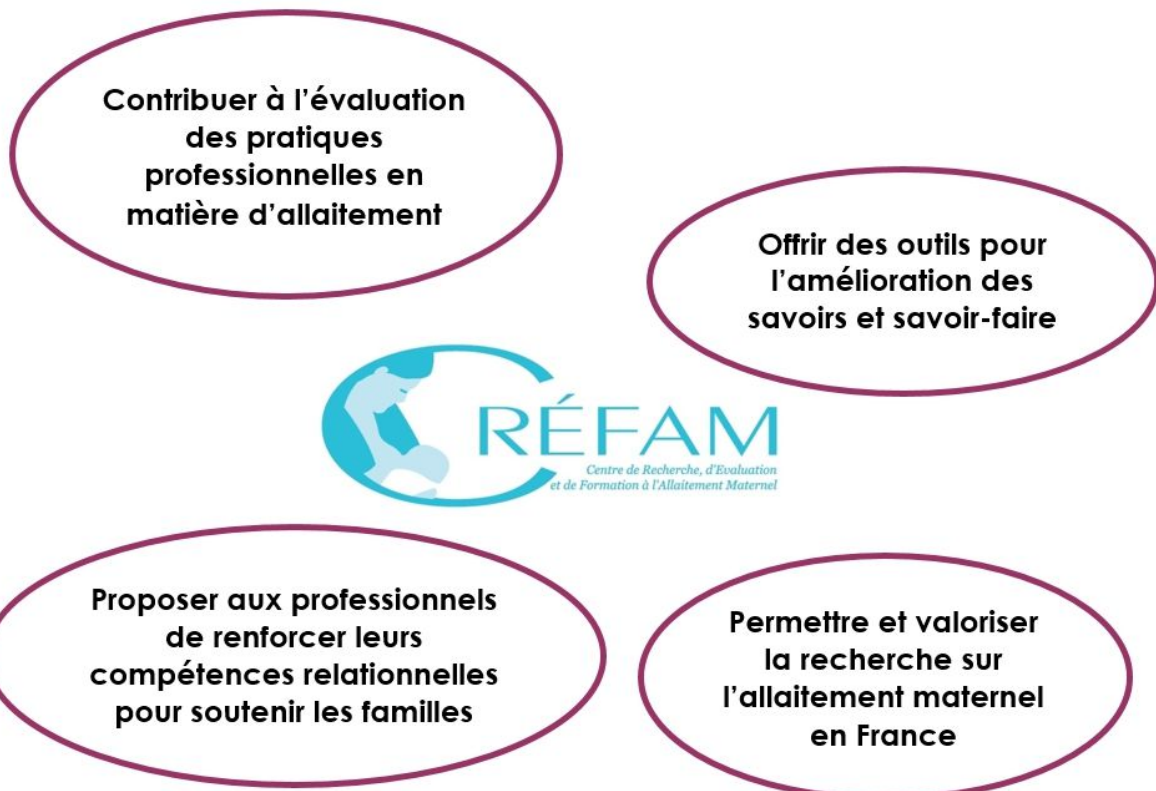 Contribuer à l'évaluation
des pratiques
professionnelles en
matière d'allaitement
Offrir des outils pour
l'amélioration des
savoirs et savoir-faire
CRÉFAM
Centre de Recherche, d'Evaluation
et de Formation à l'Allaitement Maternel
Proposer aux professionnels
de renforcer leurs
compétences relationnelles
pour soutenir les familles
Permettre et valoriser
la recherche sur
l'allaitement maternel
en France